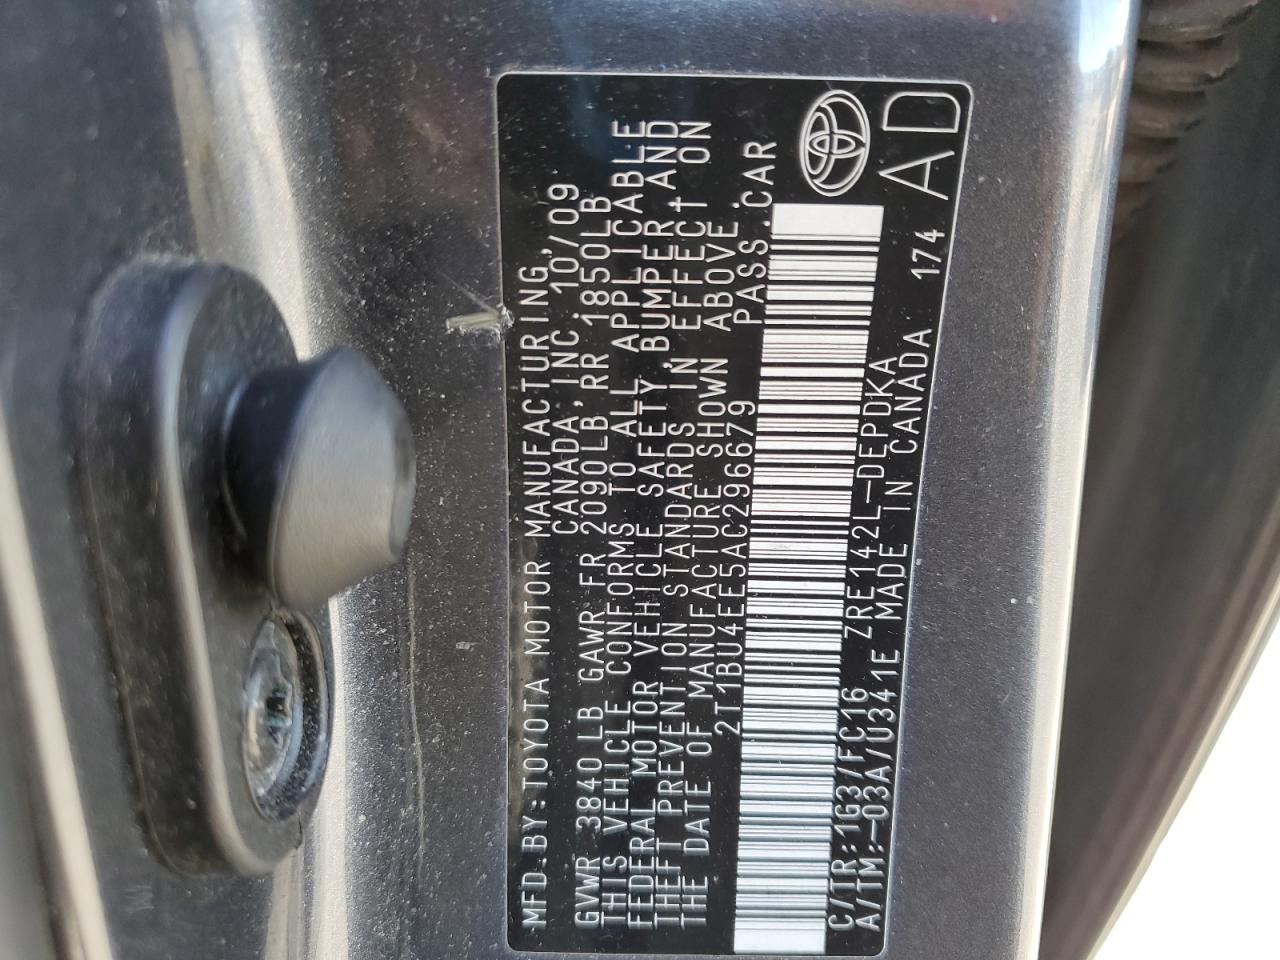 MFD.BY:TOYOTA MOTOR MANUFACTURING,
CANADA,INC. 10/09
GVWR 3840LB GAWR FR 2090LB,RR 1850LB
THIS VEHICLE CONFORMS TO ALL APPLICABLE
FEDERAL MOTOR VEHICLE SAFETY,BUMPER,AND
THEFT PREVENTION STANDARDS IN EFFECT ON
THE DATE OF MANUFACTURE SHOWN ABOVE.
2T1BU4EE5AC296679 PASS.CAR
C/TR:1G3/FC16 ZRE142L-DEPDKA
A/TM:-03A/U341E MADE IN CANADA 174
AD